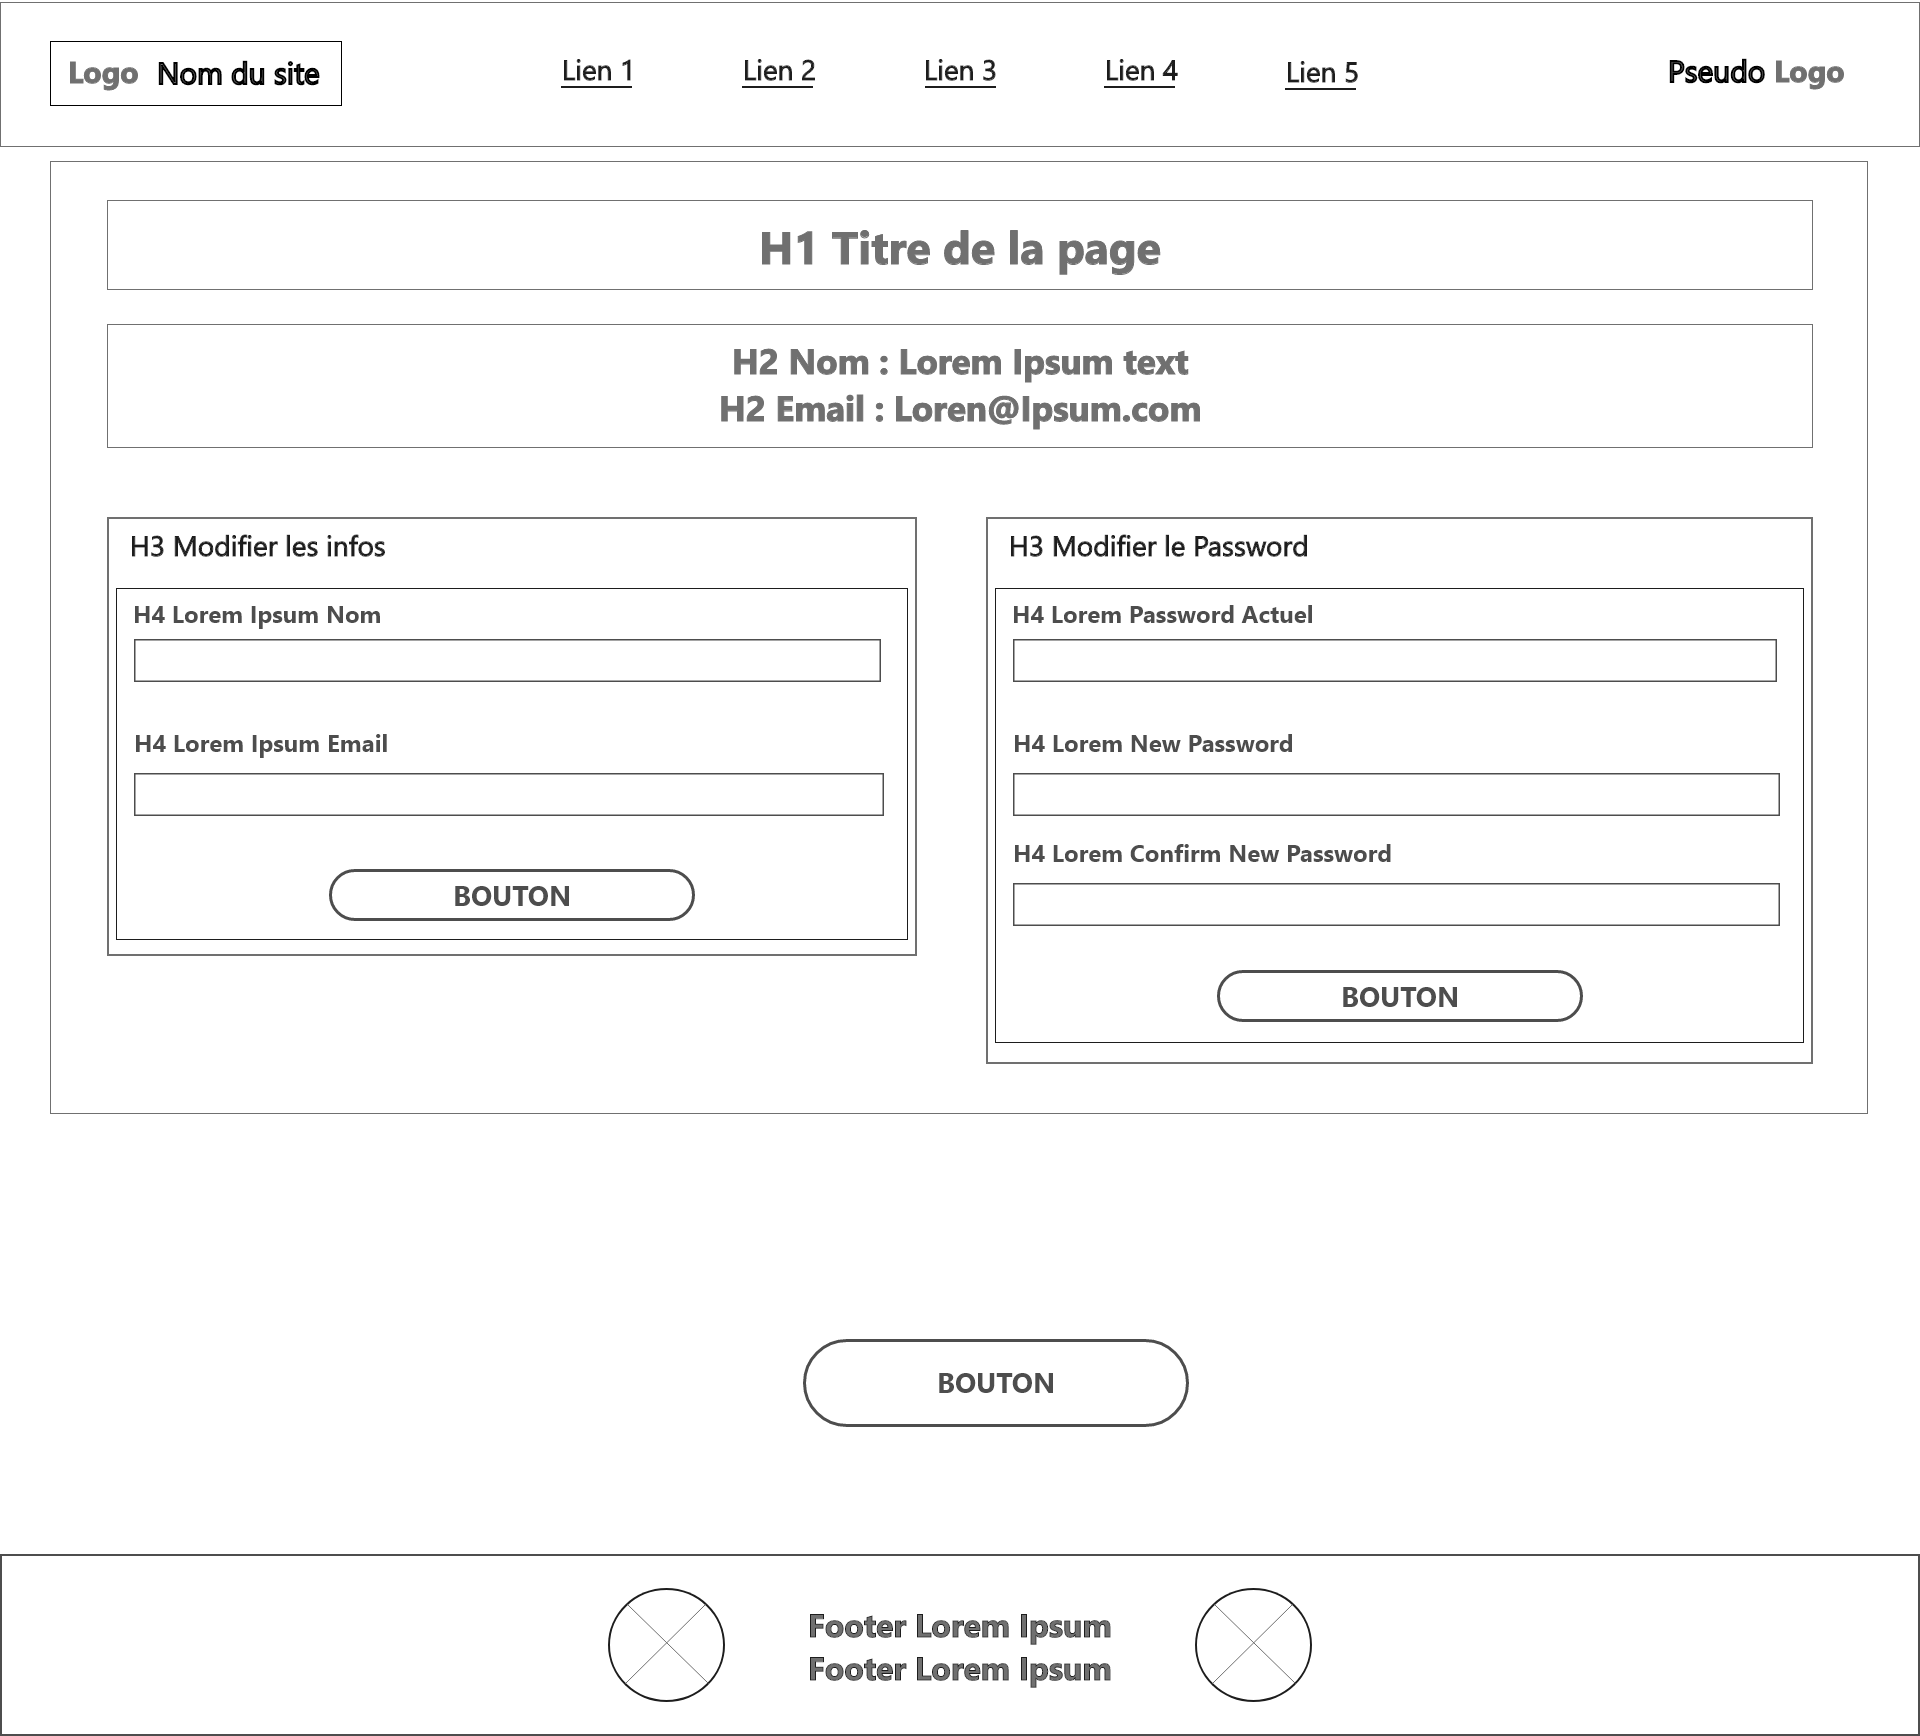 Logo Nom du site
Lien 1
Lien 2
Lien 3
Lien 4
Lien 5
Pseudo Logo
H1 Titre de la page
H2 Nom : Lorem Ipsum text
H2 Email : Loren@Ipsum.com
H3 Modifier les infos
H4 Lorem Ipsum Nom
H4 Lorem Ipsum Email
BOUTON
H3 Modifier le Password
H4 Lorem Password Actuel
H4 Lorem New Password
H4 Lorem Confirm New Password
BOUTON
BOUTON
Footer Lorem Ipsum
Footer Lorem Ipsum